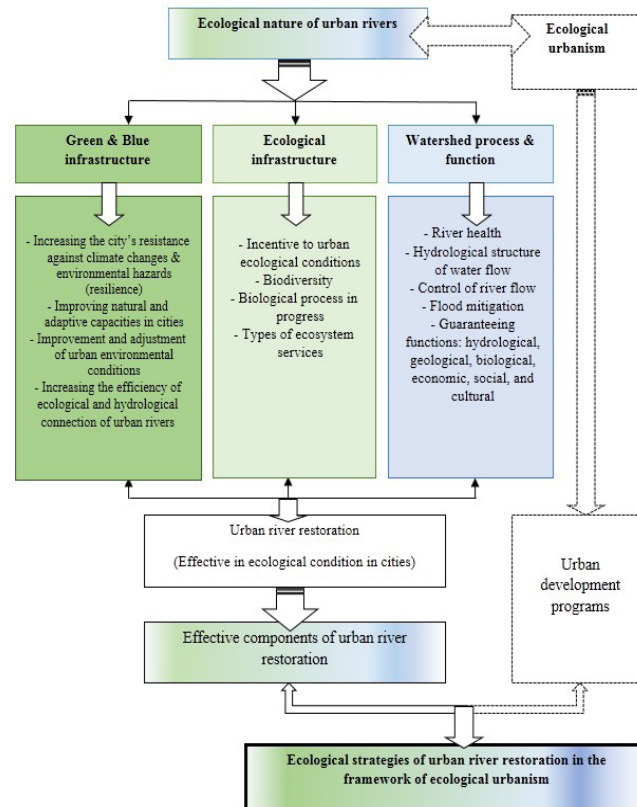 Ecological nature of urban rivers
Ecological
urbanism
Green & Blue
infrastructure
Ecological
infrastructure
Watershed process &
function
- Increasing the city's resistance
against climate changes &
environmental hazards
(resilience)
- Improving natural and
adaptive capacities in cities
- Improvement and adjustment
of urban environmental
conditions
- Increasing the efficiency of
ecological and hydrological
connection of urban rivers
- Incentive to urban
ecological conditions
- Biodiversity
- Biological process in
progress
- Types of ecosystem
services
- River health
- Hydrological structure
of water flow
- Control of river flow
- Flood mitigation
- Guaranteeing
functions: hydrological,
geological, biological,
economic, social, and
cultural
Urban river restoration
(Effective in ecological condition in cities)
Urban
development
programs
Effective components of urban river
restoration
Ecological strategies of urban river restoration in the
framework of ecological urbanism